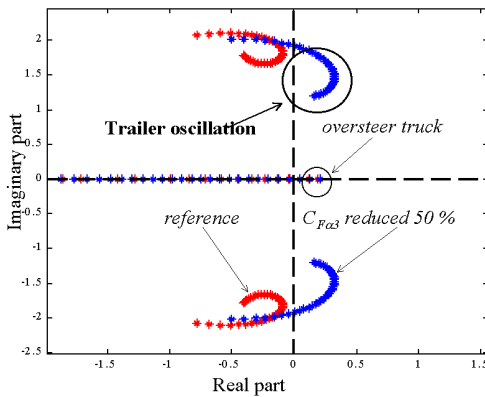 2
1.5
1
0.5
0
-0.5
-1
-1.5
-2
-2.5
Imaginary part
Trailer oscillation
oversteer truck
reference
C_{Fα3} reduced 50 %
-1.5
-1
-0.5
0
0.5
1
1.5
Real part